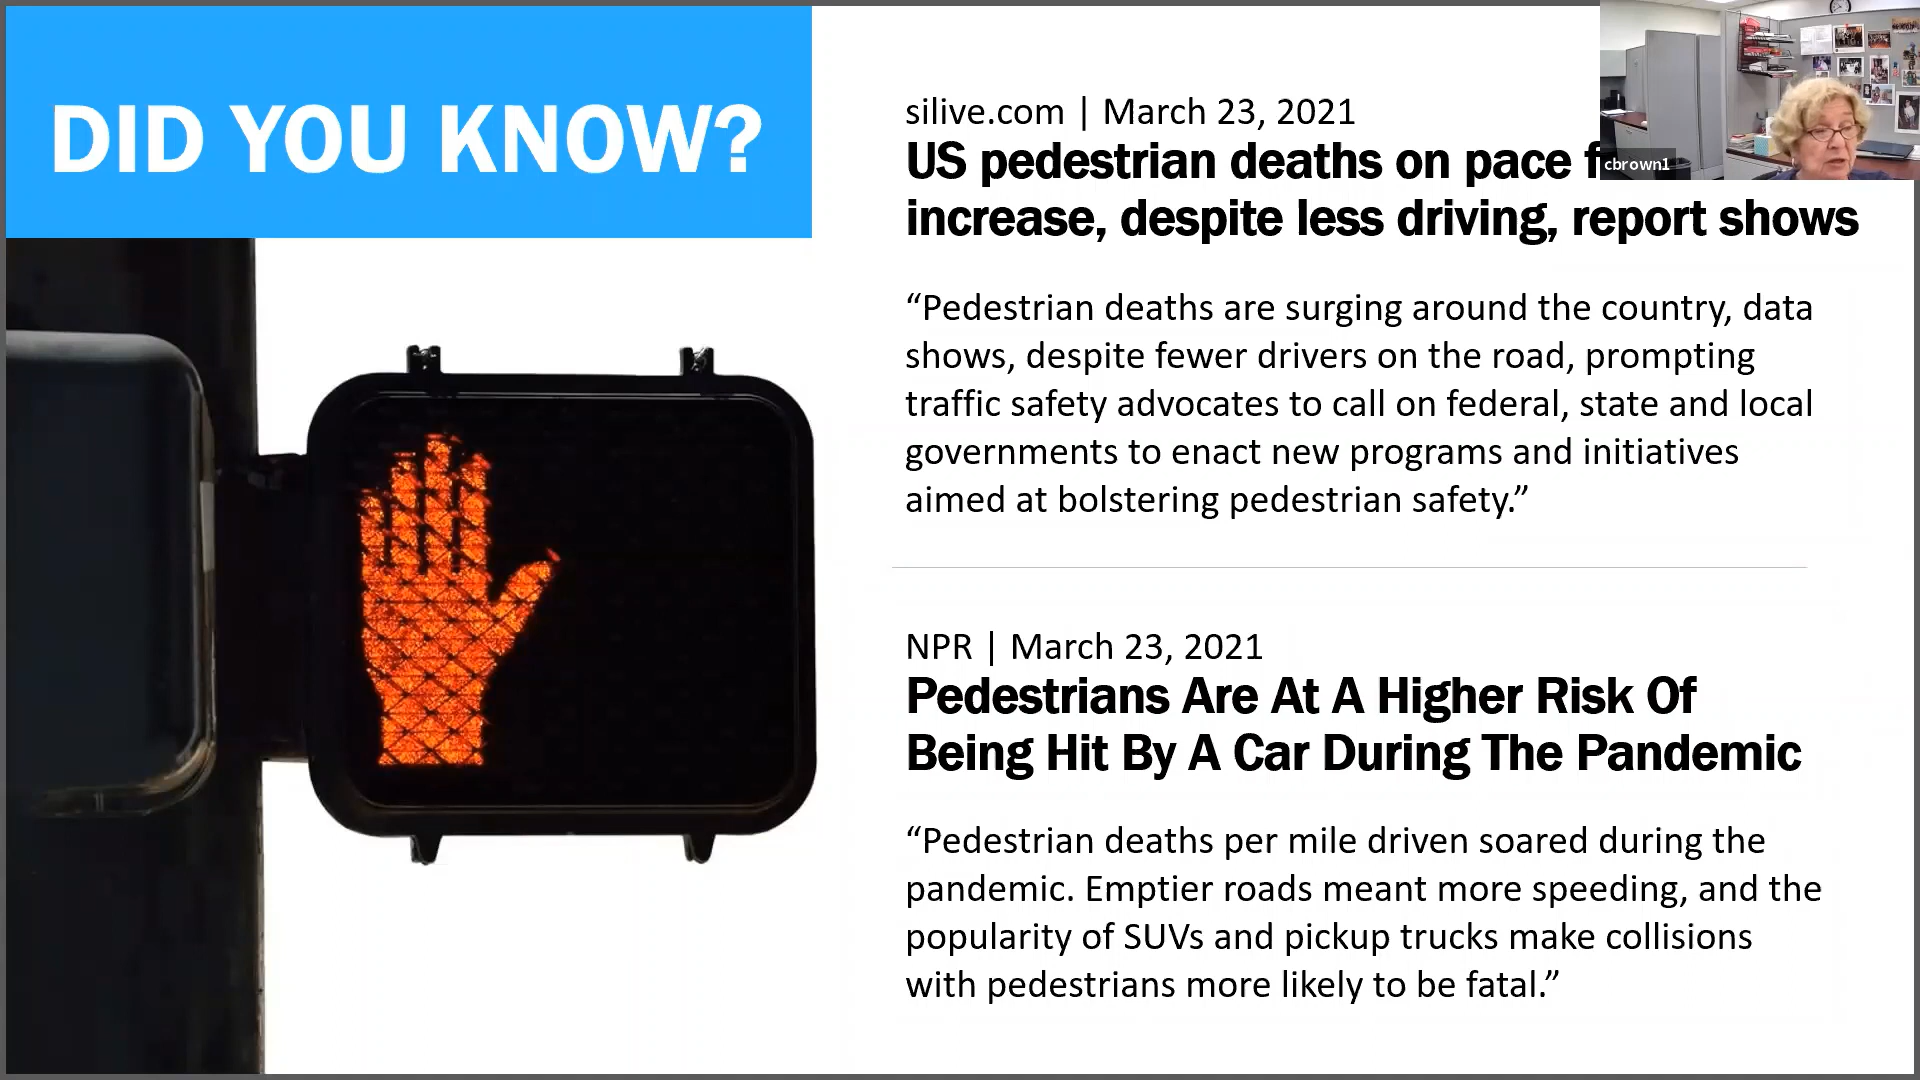 DID YOU KNOW?
silive.com | March 23, 2021
US pedestrian deaths on pace
increase, despite less driving, report shows
“Pedestrian deaths are surging around the country, data
shows, despite fewer drivers on the road, prompting
traffic safety advocates to call on federal, state and local
governments to enact new programs and initiatives
aimed at bolstering pedestrian safety.”
NPR | March 23, 2021
Pedestrians Are At A Higher Risk Of
Being Hit By A Car During The Pandemic
“Pedestrian deaths per mile driven soared during the
pandemic. Emptier roads meant more speeding, and the
popularity of SUVs and pickup trucks make collisions
with pedestrians more likely to be fatal.”
cbrown1